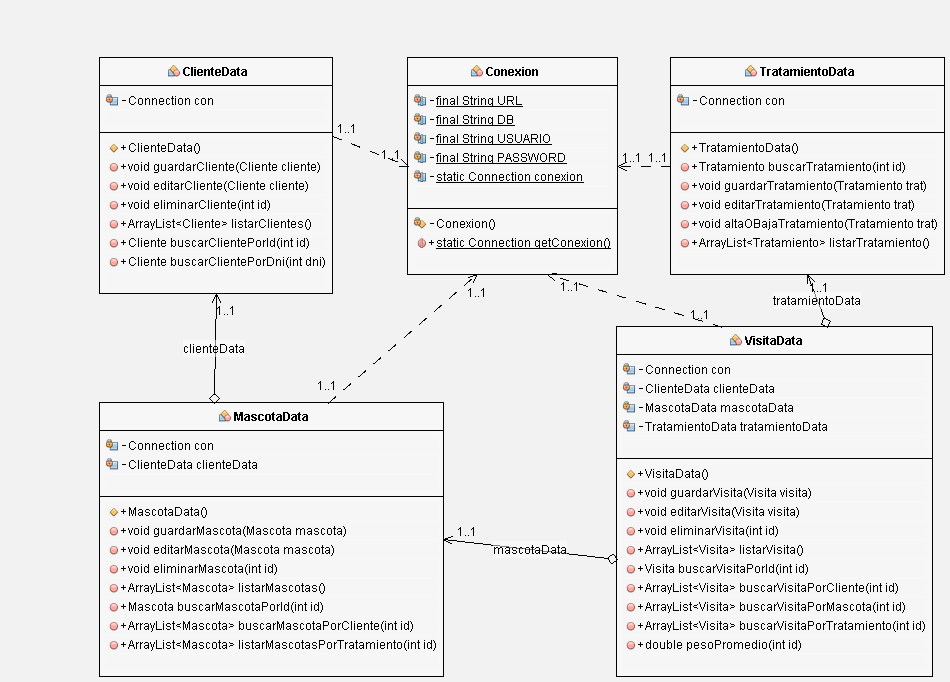 ClienteData
- Connection con
+ ClienteData()
+ void guardarCliente(Cliente cliente)
+ void editarCliente(Cliente cliente)
+ void eliminarCliente(int id)
+ ArrayList<Cliente> listarClientes()
+ Cliente buscarClientePorId(int id)
+ Cliente buscarClientePorDni(int dni)
1..1
1..1
Conexion
- final String URL
- final String DB
- final String USUARIO
- final String PASSWORD
- static Connection conexion
- Conexion()
+ static Connection getConexion()
1..1 1..1
TratamientoData
- Connection con
+ TratamientoData()
+ Tratamiento buscarTratamiento(int id)
+ void guardarTratamiento(Tratamiento trat)
+ void editarTratamiento(Tratamiento trat)
+ void altaOBajaTratamiento(Tratamiento trat)
+ ArrayList<Tratamiento> listarTratamiento()
1..1
clienteData
1..1
1..1
1..1
1..1
1..1
tratamientoData
MascotaData
- Connection con
- ClienteData clienteData
+ MascotaData()
+ void guardarMascota(Mascota mascota)
+ void editarMascota(Mascota mascota)
+ void eliminarMascota(int id)
+ ArrayList<Mascota> listarMascotas()
+ Mascota buscarMascotaPorId(int id)
+ ArrayList<Mascota> buscarMascotaPorCliente(int id)
+ ArrayList<Mascota> listarMascotasPorTratamiento(int id)
1..1
mascotaData
VisitaData
- Connection con
- ClienteData clienteData
- MascotaData mascotaData
- TratamientoData tratamientoData
+ VisitaData()
+ void guardarVisita(Visita visita)
+ void editarVisita(Visita visita)
+ void eliminarVisita(int id)
+ ArrayList<Visita> listarVisita()
+ Visita buscarVisitaPorId(int id)
+ ArrayList<Visita> buscarVisitaPorCliente(int id)
+ ArrayList<Visita> buscarVisitaPorMascota(int id)
+ ArrayList<Visita> buscarVisitaPorTratamiento(int id)
+ double pesoPromedio(int id)